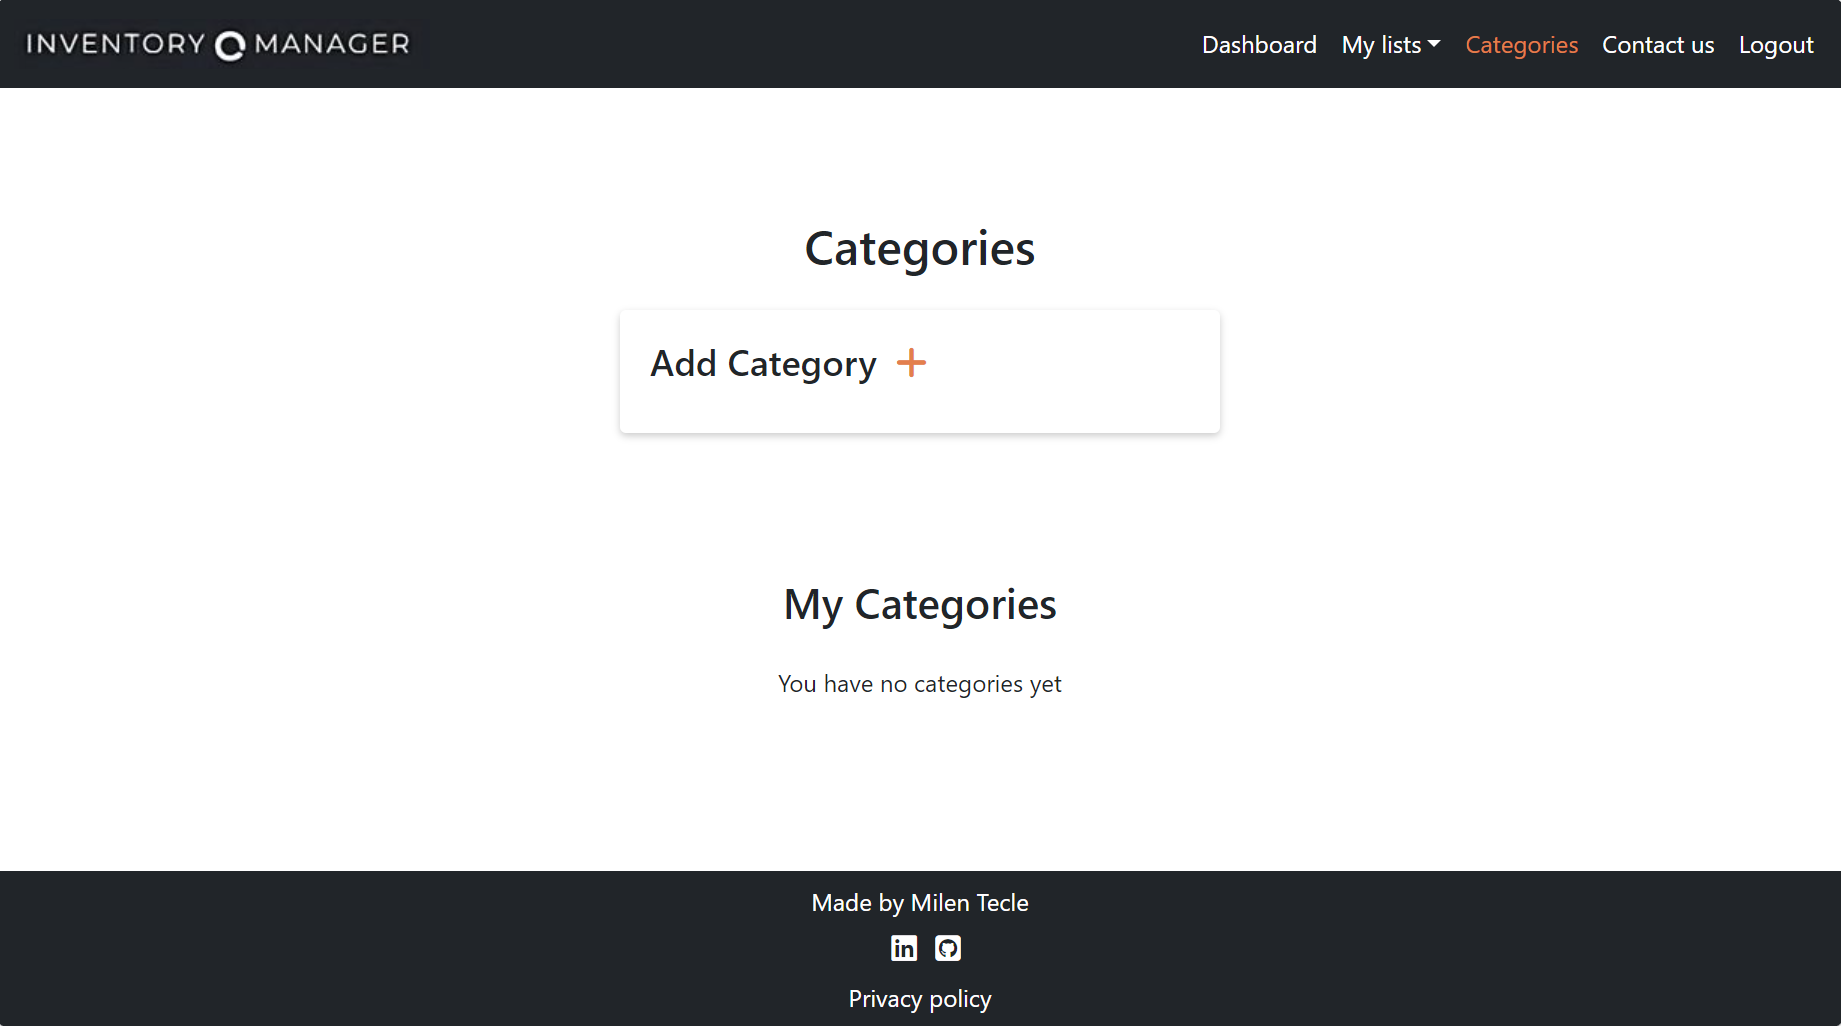 INVENTORY MANAGER
Dashboard My lists Categories Contact us Logout
Categories
Add Category
My Categories
You have no categories yet
Made by Milen Tecle
in
Privacy policy